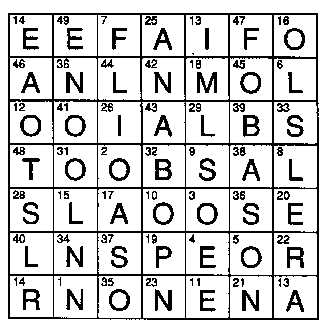 14 49 7 25 13 47 16
E E F A I F O
46 36 44 42 18 45 6
A N L N M O L
12 41 26 43 29 39 33
O O I A L B S
48 31 2 32 9 38 8
T O O B S A L
28 15 17 10 3 36 20
S L A O O S E
40 34 37 19 4 5 22
L N S P E O R
14 1 35 23 11 21 13
R N O N E N A